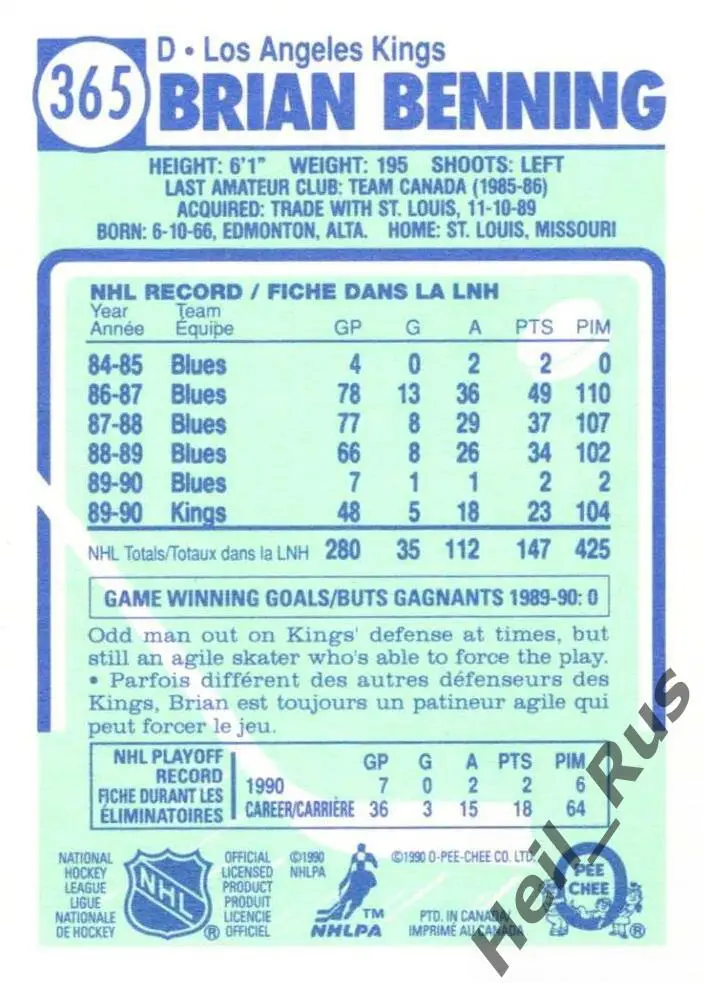 365
D • Los Angeles Kings
BRIAN BENNING
HEIGHT: 6'1" WEIGHT: 195 SHOOTS: LEFT
LAST AMATEUR CLUB: TEAM CANADA (1985-86)
ACQUIRED: TRADE WITH ST. LOUIS, 11-10-89
BORN: 6-10-66, EDMONTON, ALTA. HOME: ST. LOUIS, MISSOURI
NHL RECORD / FICHE DANS LA LNH
Year Team
Année Équipe GP G A PTS PIM
84-85 Blues 4 0 2 2 0
86-87 Blues 78 13 36 49 110
87-88 Blues 77 8 29 37 107
88-89 Blues 66 8 26 34 102
89-90 Blues 7 1 1 2 2
89-90 Kings 48 5 18 23 104
NHL Totals/Totaux dans la LNH 280 35 112 147 425
GAME WINNING GOALS/BUTS GAGNANTS 1989-90: 0
Odd man out on Kings' defense at times, but
still an agile skater who's able to force the play.
• Parfois différent des autres défenseurs des
Kings, Brian est toujours un patineur agile qui
peut forcer le jeu.
NHL PLAYOFF
RECORD
FICHE DURANT LES
ÉLIMINATOIRES
GP G A PTS PIM
1990 7 0 2 2 6
CAREER/CARRIÈRE 36 3 15 18 64
NATIONAL
HOCKEY
LEAGUE
LIGUE
NATIONALE
DE HOCKEY
NHL
®
OFFICIAL
LICENSED
PRODUCT
PRODUIT
LICENCIE
OFFICIEL
©1990
NHLPA
TM
NHLPA
©1990 O-PEE-CHEE CO. LTD.
PTD. IN CANADA/
IMPRIME AU CANADA
O
PEE
CHEE
®
Heil_Rus